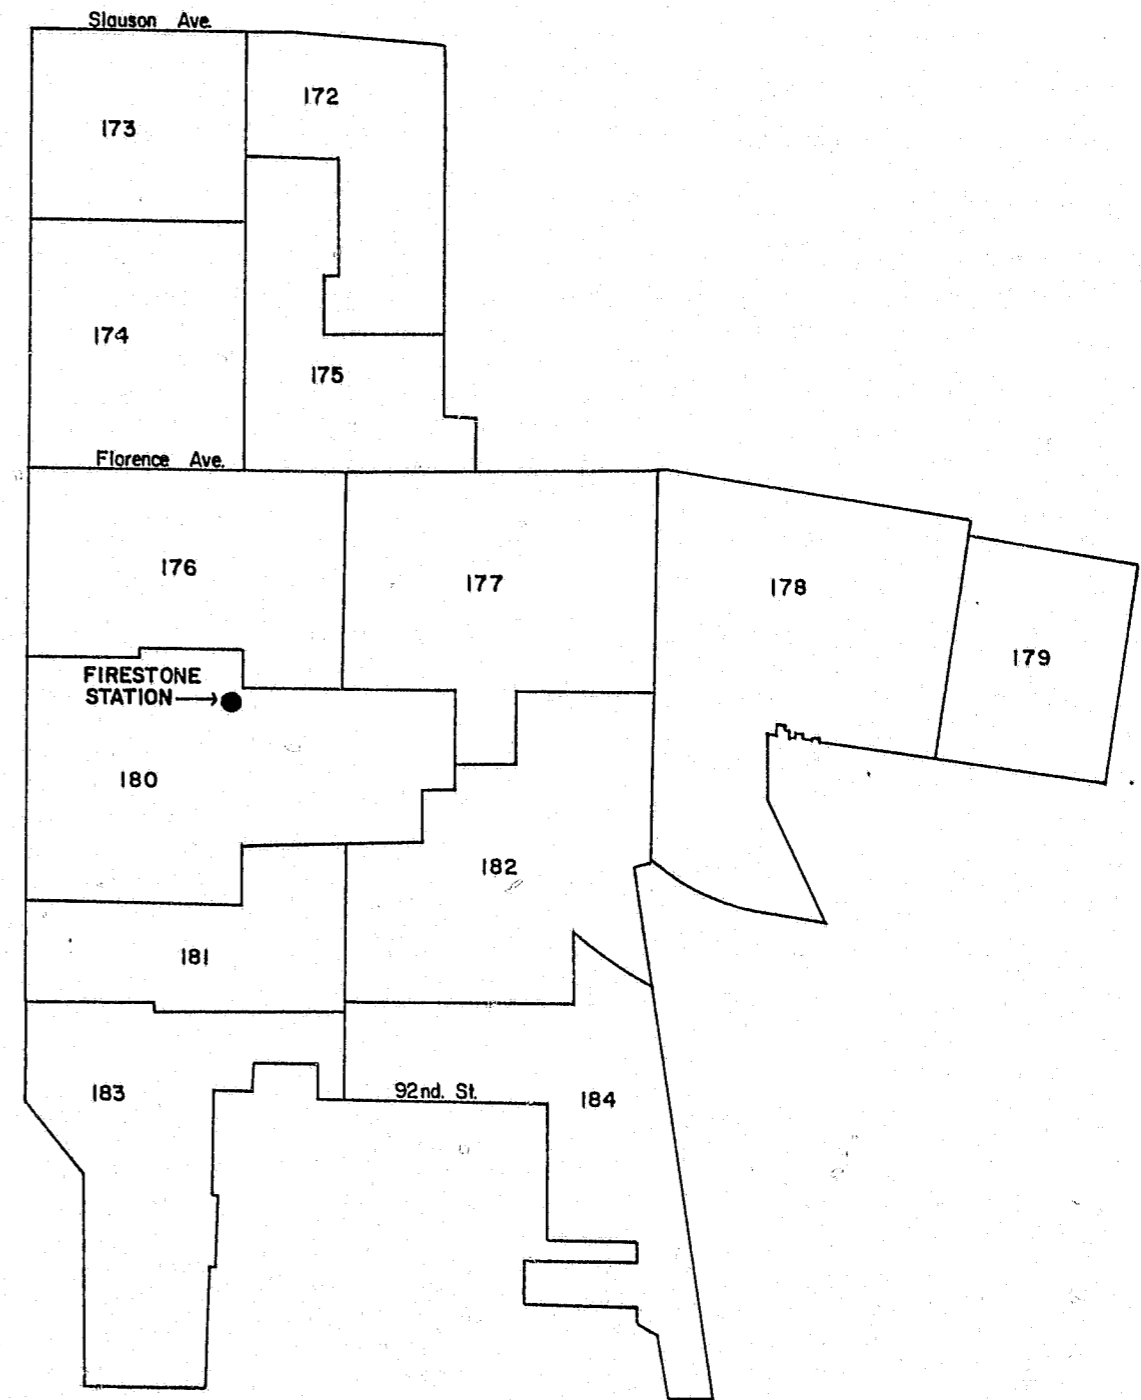 Slauson Ave.
172
173
174
175
Florence Ave.
176
177
178
179
FIRESTONE
STATION
180
182
181
183
92nd. St.
184